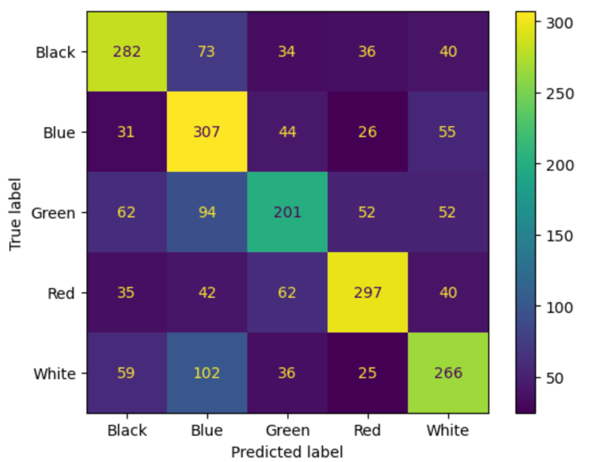 Black 282 73 34 36 40
Blue 31 307 44 26 55
Green 62 94 201 52 52
Red 35 42 62 297 40
White 59 102 36 25 266
Black Blue Green Red White
Predicted label
True label
300
250
200
150
100
50